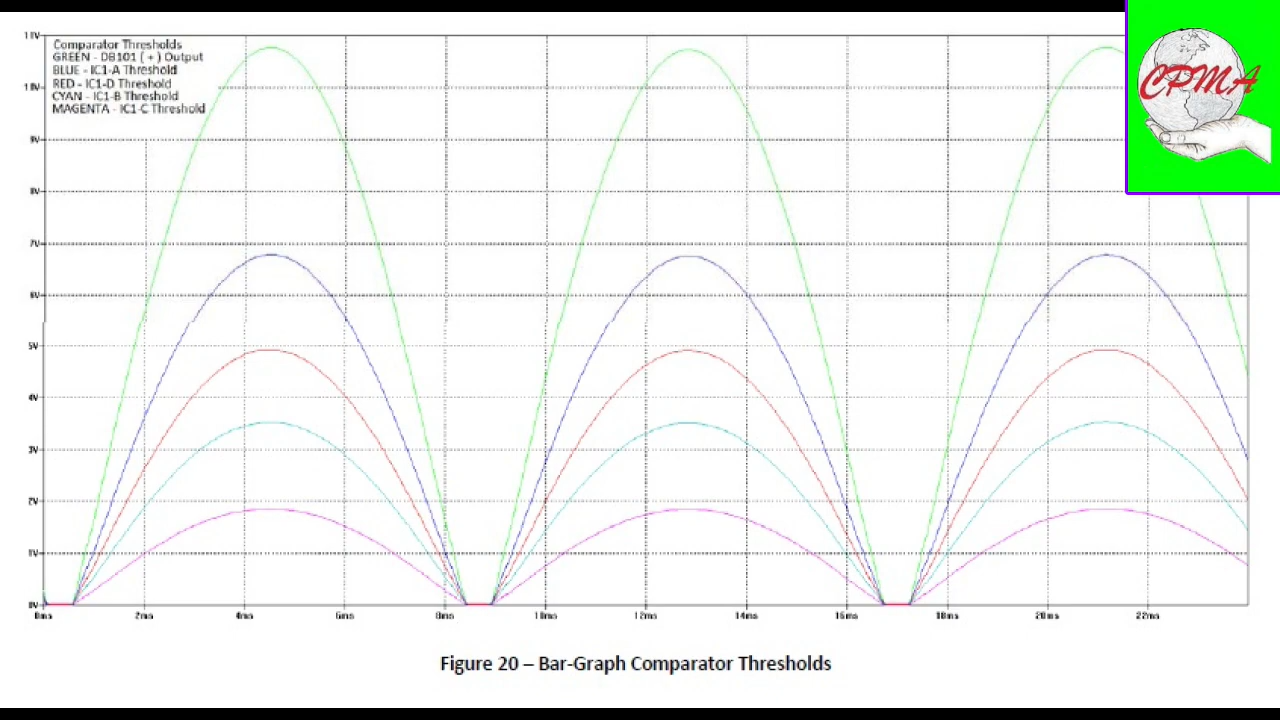 11V
Comparator Thresholds
GREEN - DB101 ( + ) Output
BLUE - IC1-A Threshold
RED - IC1-D Threshold
CYAN - IC1-B Threshold
MAGENTA - IC1-C Threshold
10V
9V
8V
7V
6V
5V
4V
3V
2V
1V
0V
0ms 2ms 4ms 6ms 8ms 10ms 12ms 14ms 16ms 18ms 20ms 22ms
Figure 20 – Bar-Graph Comparator Thresholds
CPMA